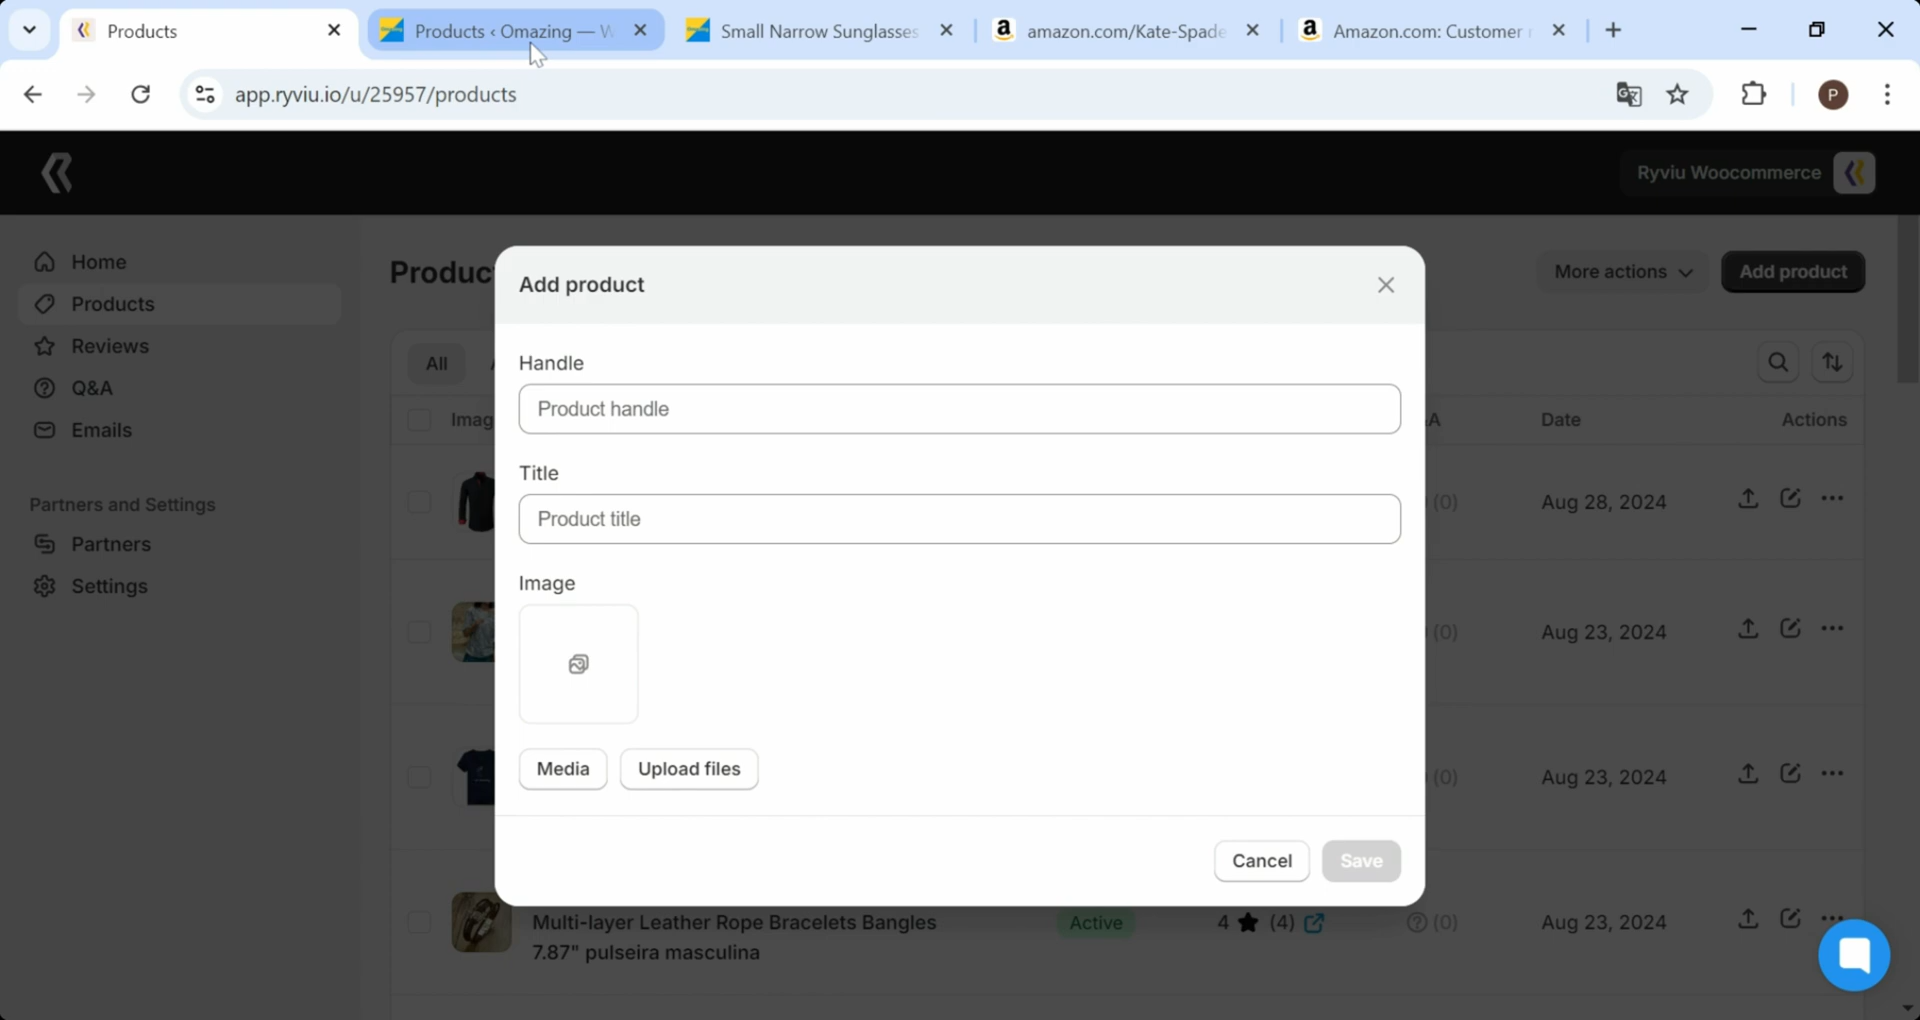 Products
Products ‹ Omazing — W
Small Narrow Sunglasses
amazon.com/Kate-Spade
Amazon.com: Customer r
app.ryviu.io/u/25957/products
P
Ryviu Woocommerce
Home
Products
Reviews
Q&A
Emails
Partners and Settings
Partners
Settings
Produc
More actions
Add product
All
Imag
A
Date
Actions
(0)
Aug 28, 2024
(0)
Aug 23, 2024
(0)
Aug 23, 2024
Multi-layer Leather Rope Bracelets Bangles
7.87" pulseira masculina
Active
4 ★ (4)
(0)
Aug 23, 2024
Add product
Handle
Product handle
Title
Product title
Image
Media
Upload files
Cancel
Save